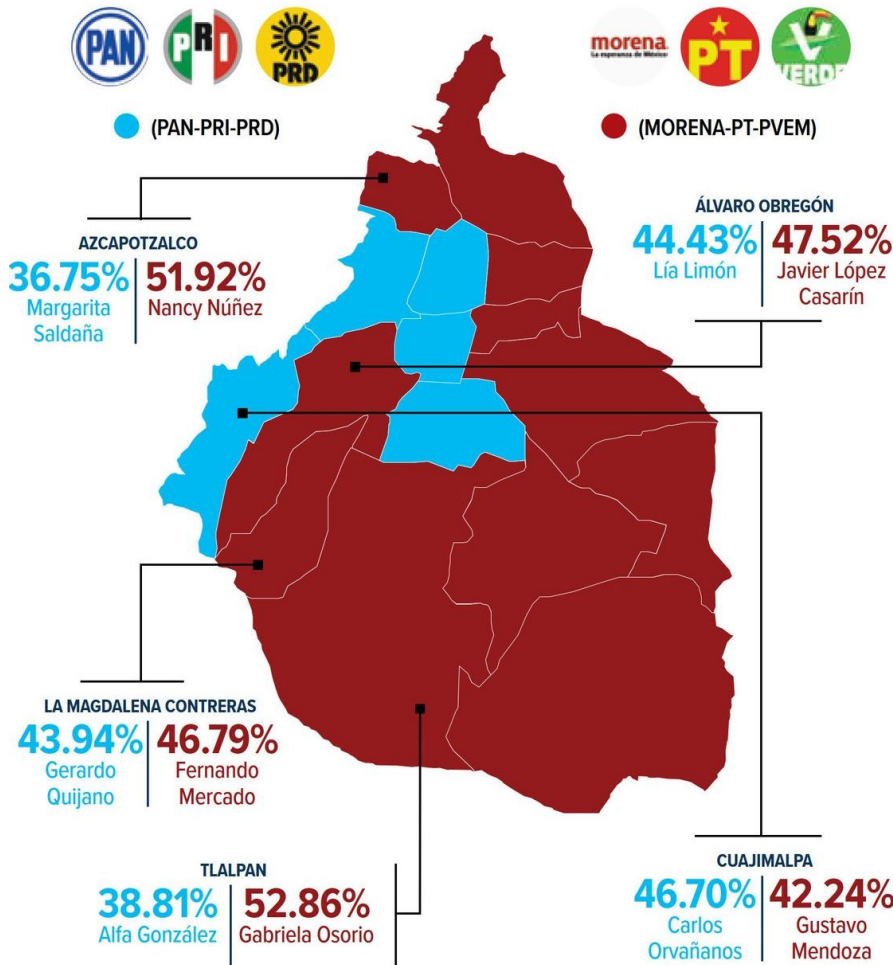 PAN
PRI
PRD
morena
La esperanza de México
PT
VERDE
(PAN-PRI-PRD)
(MORENA-PT-PVEM)
AZCAPOTZALCO
36.75%
Margarita
Saldaña
51.92%
Nancy Núñez
ÁLVARO OBREGÓN
44.43%
Lía Limón
47.52%
Javier López
Casarín
LA MAGDALENA CONTRERAS
43.94%
Gerardo
Quijano
46.79%
Fernando
Mercado
TLALPAN
38.81%
Alfa González
52.86%
Gabriela Osorio
CUAJIMALPA
46.70%
Carlos
Orvañanos
42.24%
Gustavo
Mendoza